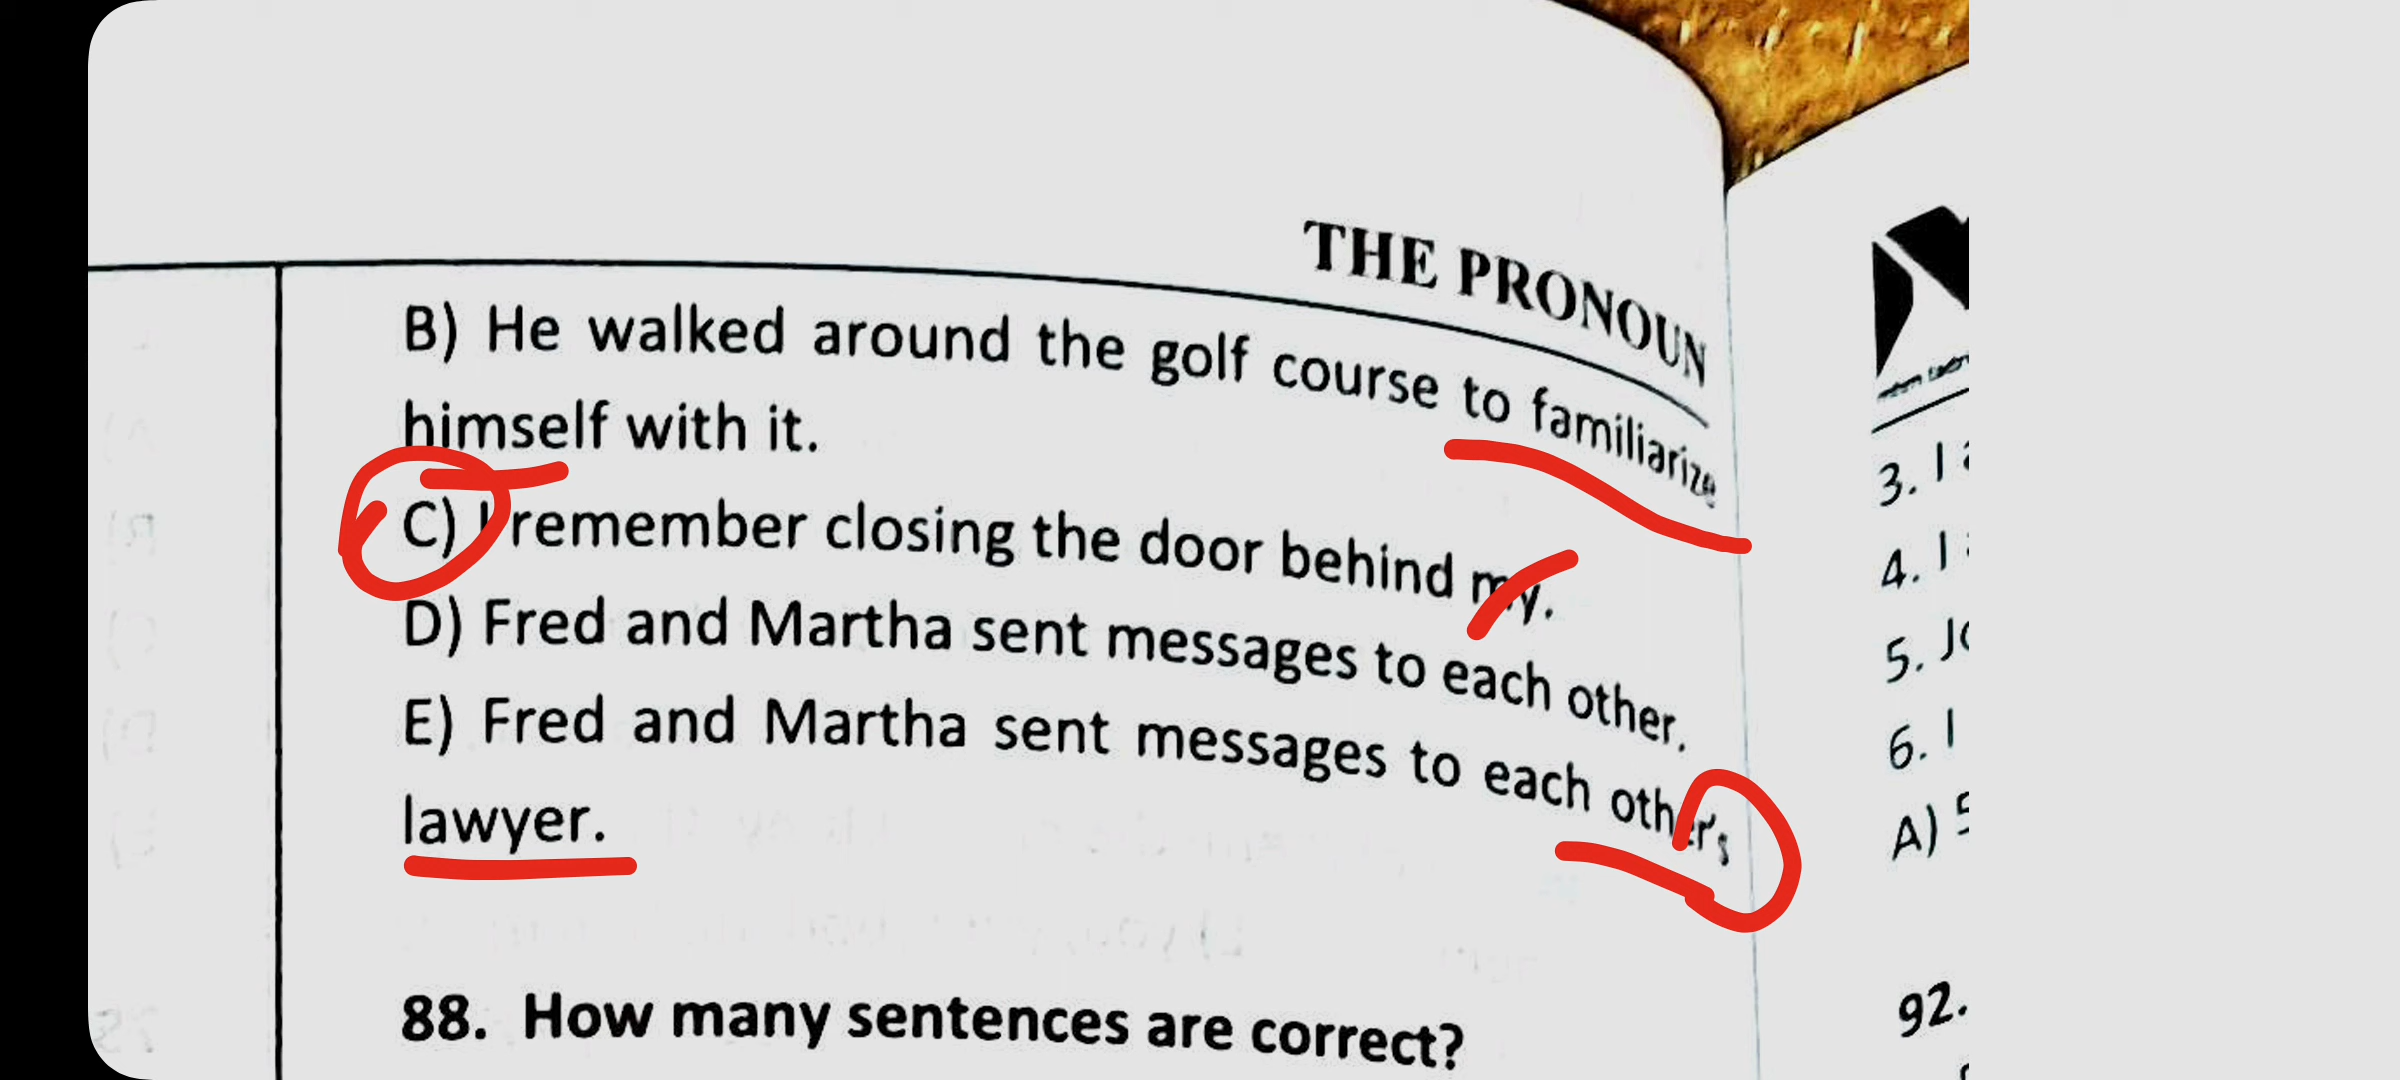 THE PRONOUN
B) He walked around the golf course to familiarize
himself with it.
C) I remember closing the door behind my.
D) Fred and Martha sent messages to each other.
E) Fred and Martha sent messages to each other's
lawyer.
88. How many sentences are correct?
3. I
4. I
5. Jo
6. I
A) 5
92.